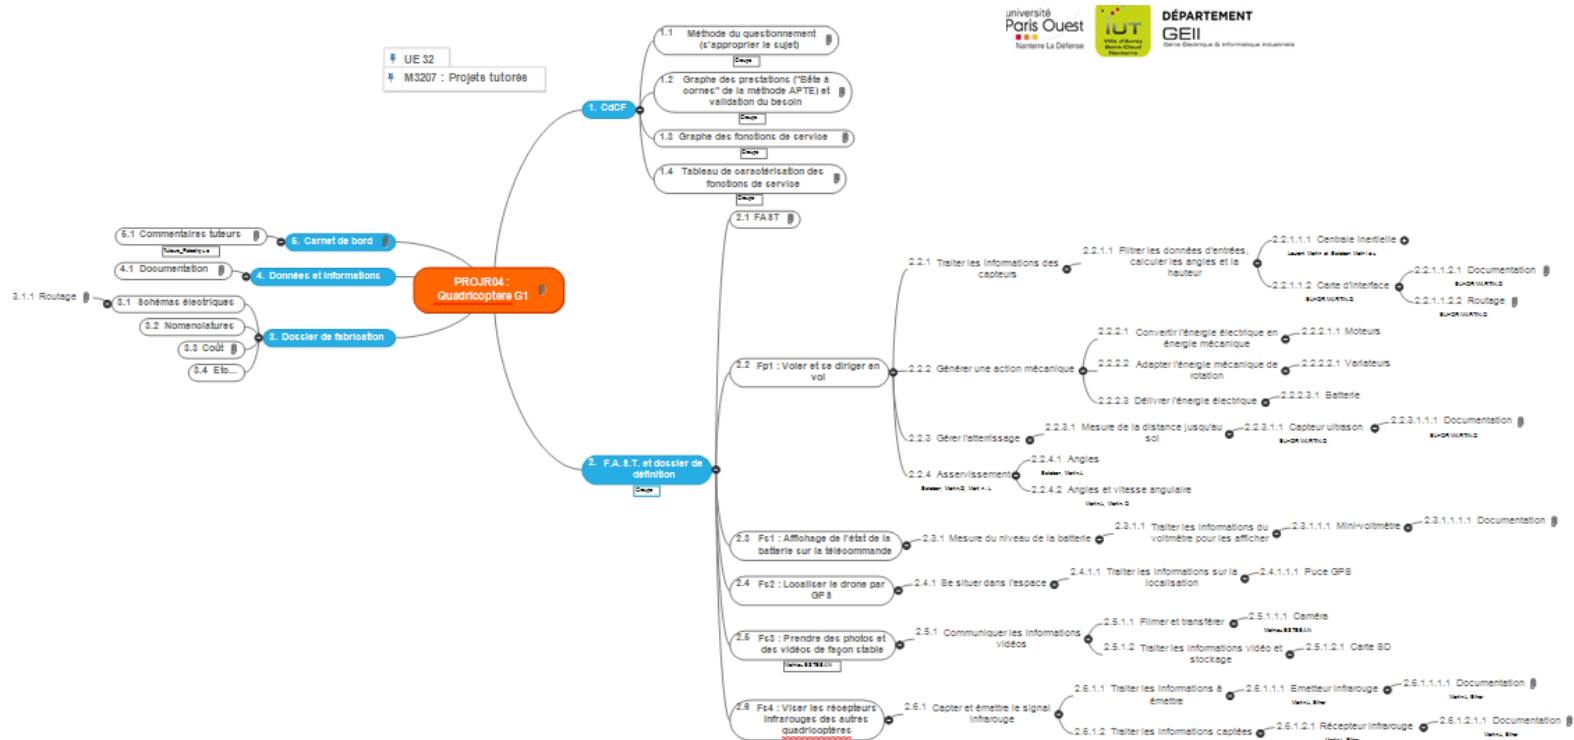 université
Paris Ouest
Nanterre La Défense
iUT
Ville d'Avray
Saint-Cloud
Nanterre
DÉPARTEMENT
GEII
Génie Electrique & Informatique Industrielle
UE 32
M3207 : Projets tutorés
PROJR04 :
Quadricoptere G1
1. CdCF
1.1 Méthode du questionnement
(s'approprier le sujet)
Groupe
1.2 Graphe des prestations ("Bête à
cornes" de la méthode APTE) et
validation du besoin
Groupe
1.3 Graphe des fonctions de service
Groupe
1.4 Tableau de caractérisation des
fonctions de service
Groupe
2. F.A.S.T. et dossier de
définition
Groupe
2.1 FAST
2.2 Fp1 : Voler et se diriger en
vol
2.2.1 Traiter les informations des
capteurs
2.2.1.1 Filtrer les données d'entrées,
calculer les angles et la
hauteur
2.2.1.1.1 Centrale Inertielle
2.2.1.1.2 Carte d'interface
2.2.1.1.2.1 Documentation
2.2.1.1.2.2 Routage
2.2.2 Générer une action mécanique
2.2.2.1 Convertir l'énergie électrique en
énergie mécanique
2.2.2.1.1 Moteurs
2.2.2.2 Adapter l'énergie mécanique de
rotation
2.2.2.2.1 Variateurs
2.2.2.3 Délivrer l'énergie électrique
2.2.2.3.1 Batterie
2.2.3 Gérer l'atterrissage
2.2.3.1 Mesure de la distance jusqu'au
sol
2.2.3.1.1 Capteur ultrason
2.2.3.1.1.1 Documentation
2.2.4 Asservissement
2.2.4.1 Angles
2.2.4.2 Angles et vitesse angulaire
2.3 Fs1 : Affichage de l'état de la
batterie sur la télécommande
2.3.1 Mesure du niveau de la batterie
2.3.1.1 Traiter les informations du
voltmètre pour les afficher
2.3.1.1.1 Mini-voltmètre
2.3.1.1.1.1 Documentation
2.4 Fs2 : Localiser le drone par
GPS
2.4.1 Se situer dans l'espace
2.4.1.1 Traiter les informations sur la
localisation
2.4.1.1.1 Puce GPS
2.5 Fs3 : Prendre des photos et
des vidéos de façon stable
2.5.1 Communiquer les informations
vidéos
2.5.1.1 Filmer et transférer
2.5.1.1.1 Caméra
2.5.1.2 Traiter les informations vidéo et
stockage
2.5.1.2.1 Carte SD
2.6 Fs4 : Viser les récepteurs
infrarouges des autres
quadricoptères
2.6.1 Capter et émettre le signal
infrarouge
2.6.1.1 Traiter les informations à
émettre
2.6.1.1.1 Emetteur infrarouge
2.6.1.1.1.1 Documentation
2.6.1.2 Traiter les informations captées
2.6.1.2.1 Récepteur infrarouge
2.6.1.2.1.1 Documentation
3. Dossier de fabrication
3.1 Schémas électriques
3.1.1 Routage
3.2 Nomenclatures
3.3 Coût
3.4 Etc...
4. Données et informations
4.1 Documentation
5. Carnet de bord
5.1 Commentaires tuteurs